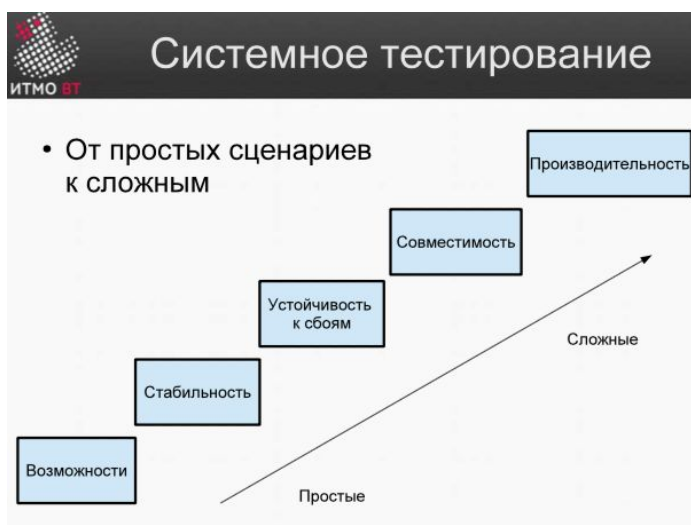 Системное тестирование
ИТМО ВТ
• От простых сценариев
к сложным
Производительность
Совместимость
Устойчивость
к сбоям
Сложные
Стабильность
Возможности
Простые